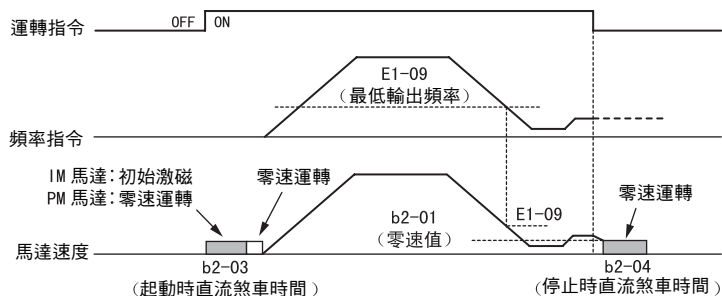 運轉指令
OFF
ON
E1-09
(最低輸出頻率)
頻率指令
IM 馬達:初始激磁
PM 馬達:零速運轉
零速運轉
b2-01
(零速值)
E1-09
零速運轉
馬達速度
b2-03
(起動時直流煞車時間)
b2-04
(停止時直流煞車時間)